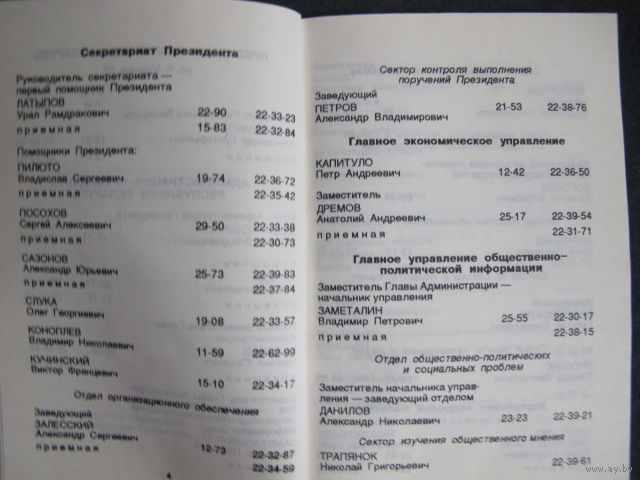 Секретариат Президента
Руководитель секретариата —
первый помощник Президента
ЛАТЫПОВ
Урал Рамдракович 22-90 22-33-23
приемная 15-83 22-32-84
Помощники Президента:
ПИЛЮТО
Владислав Сергеевич 19-74 22-36-72
приемная 22-35-42
ПОСОХОВ
Сергей Алексеевич 29-50 22-33-38
приемная 22-30-73
САЗОНОВ
Александр Юрьевич 25-73 22-39-83
приемная 22-37-84
СЛУКА
Олег Георгиевич 19-08 22-33-57
КОНОПЛЕВ
Владимир Николаевич 11-59 22-62-99
КУЧИНСКИЙ
Виктор Францевич 15-10 22-34-17
Отдел организационного обеспечения
Заведующий
ЗАЛЕССКИЙ
Александр Сергеевич 12-73 22-32-87
приемная 22-34-59
4
Сектор контроля выполнения
поручений Президента
Заведующий
ПЕТРОВ 21-53 22-38-76
Александр Владимирович
Главное экономическое управление
КАПИТУЛО
Петр Андреевич 12-42 22-36-50
Заместитель
ДРЕМОВ
Анатолий Андреевич 25-17 22-39-54
приемная 22-31-71
Главное управление общественно-
политической информации
Заместитель Главы Администрации —
начальник управления
ЗАМЕТАЛИН
Владимир Петрович 25-55 22-30-17
приемная 22-38-15
Отдел общественно-политических
и социальных проблем
Заместитель начальника управ-
ления — заведующий отделом
ДАНИЛОВ
Александр Николаевич 23-23 22-39-21
Сектор изучения общественного мнения
ТРАПЯНОК
Николай Григорьевич 22-39-61
www.ay.by